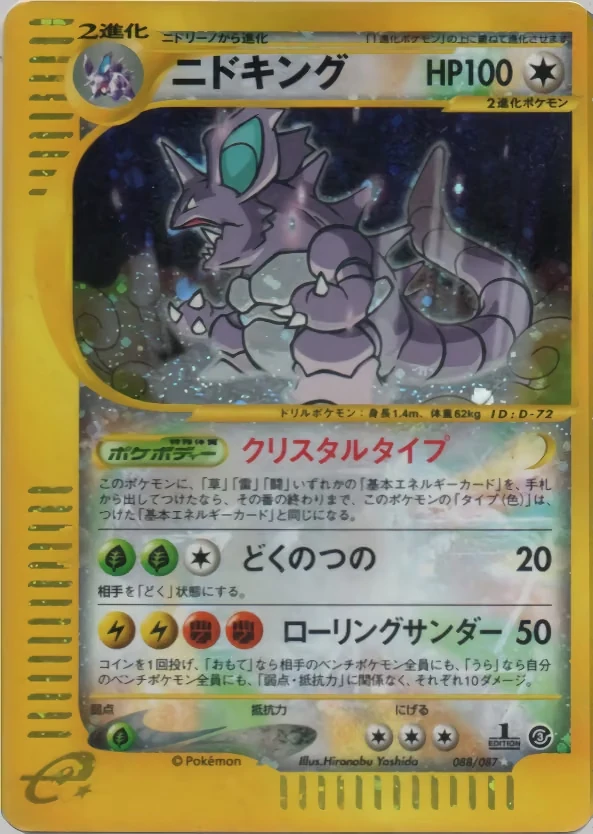 2進化
ニドリーノから進化
「1進化ポケモン」の上に重ねて進化させます
ニドキング
HP100
2進化ポケモン
ドリルポケモン：身長1.4m、体重62kg ID:D-72
特殊体質
ポケボディー
クリスタルタイプ
このポケモンに、「草」「雷」「闘」いずれかの「基本エネルギーカード」を、手札
から出してつけたなら、その番の終わりまで、このポケモンの「タイプ（色）」は、
つけた「基本エネルギーカード」と同じになる。
どくのつの 20
相手を「どく」状態にする。
ローリングサンダー 50
コインを1回投げ、「おもて」なら相手のベンチポケモン全員にも、「うら」なら自分
のベンチポケモン全員にも、「弱点・抵抗力」に関係なく、それぞれ10ダメージ。
弱点 抵抗力 にげる
1
EDITION
3
© Pokémon
Illus.Hironobu Yoshida
088/087
e